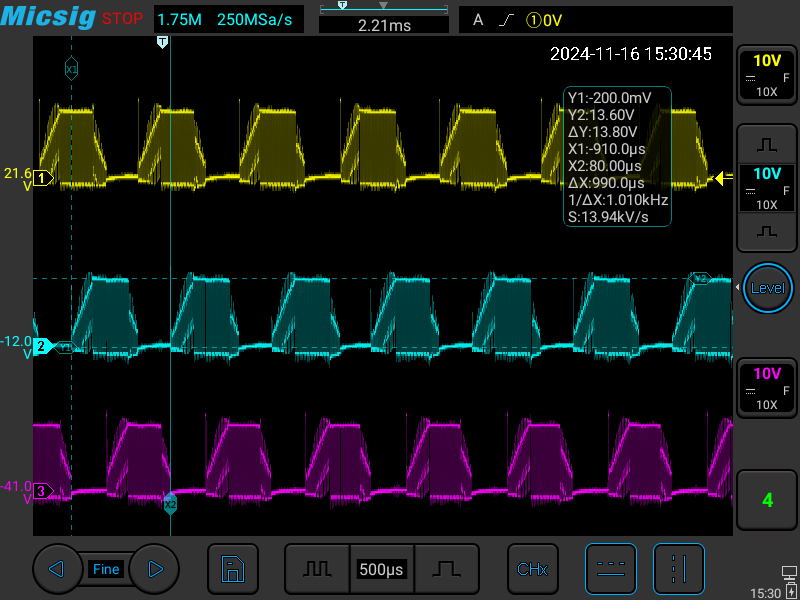 Micsig STOP 1.75M 250MSa/s T 2.21ms A ①0V
T
2024-11-16 15:30:45
X1
Y1:-200.0mV
Y2:13.60V
ΔY:13.80V
X1:-910.0μs
X2:80.00μs
ΔX:990.0μs
1/ΔX:1.010kHz
S:13.94kV/s
21.6
V
1
-12.0
V
2
Y1
Y2
-41.0
V
3
X2
10V
F
10X
10V
F
10X
Level
10V
F
10X
4
Fine
500μs
CHx
15:30